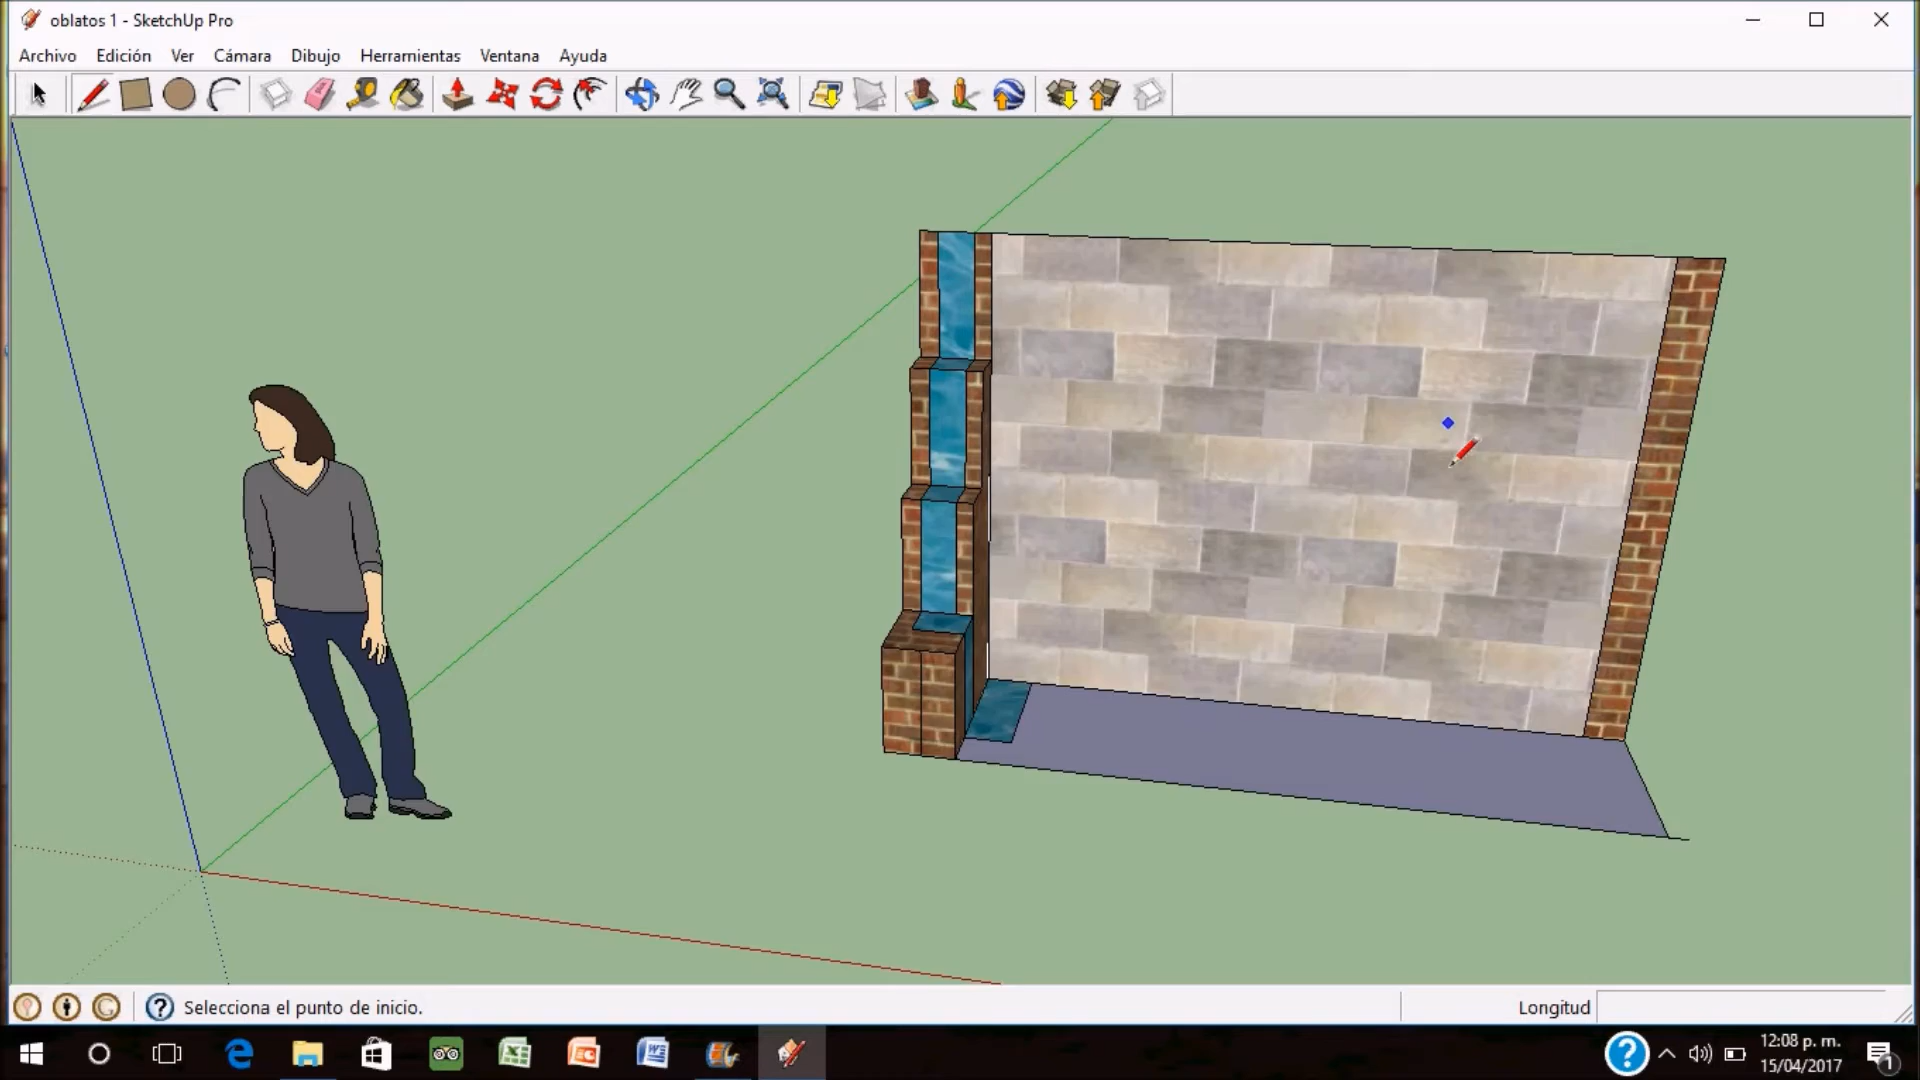 oblatos 1 - SketchUp Pro
Archivo Edición Ver Cámara Dibujo Herramientas Ventana Ayuda
Selecciona el punto de inicio.
Longitud
12:08 p. m.
15/04/2017
1